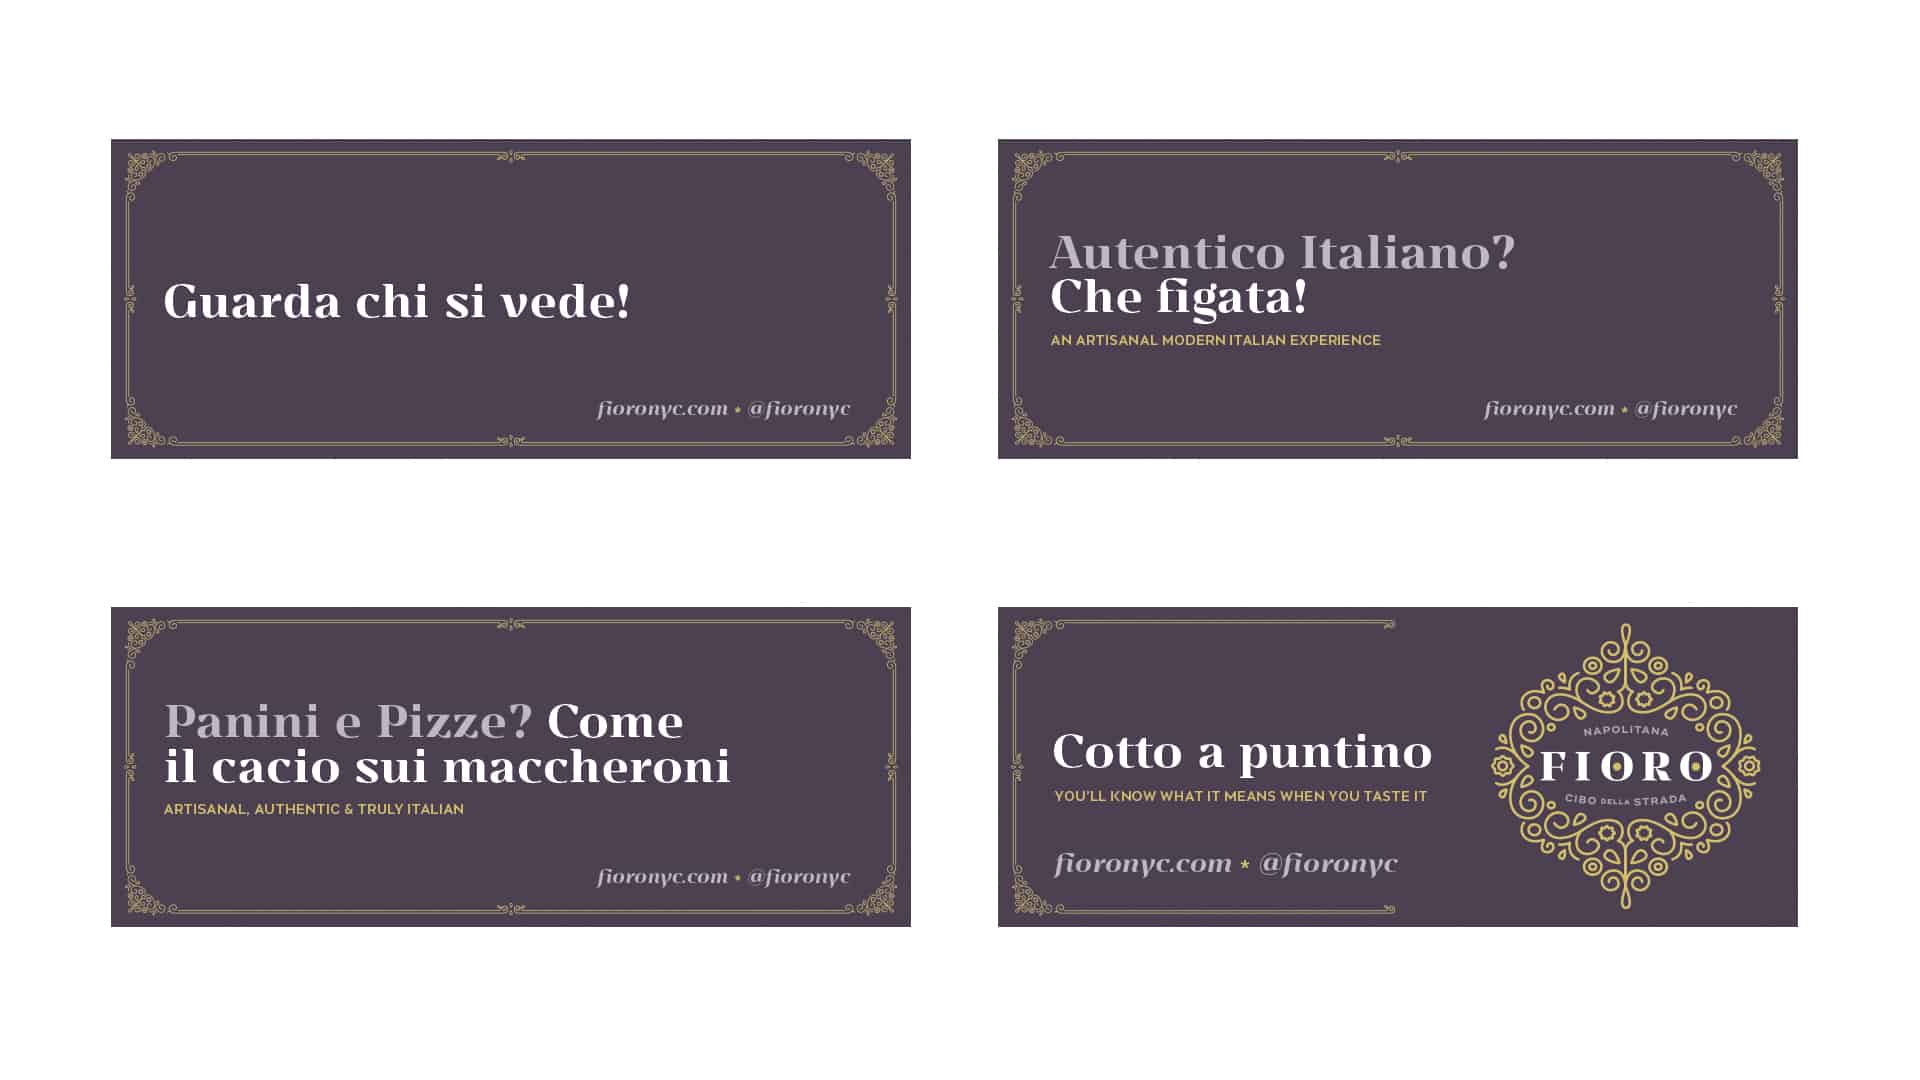 Guarda chi si vede!
fioronyc.com * @fioronyc
Autentico Italiano?
Che figata!
AN ARTISANAL MODERN ITALIAN EXPERIENCE
fioronyc.com * @fioronyc
Panini e Pizze? Come
il cacio sui maccheroni
ARTISANAL, AUTHENTIC & TRULY ITALIAN
fioronyc.com * @fioronyc
Cotto a puntino
YOU'LL KNOW WHAT IT MEANS WHEN YOU TASTE IT
fioronyc.com * @fioronyc
NAPOLITANA
FIORO
CIBO DELLA STRADA